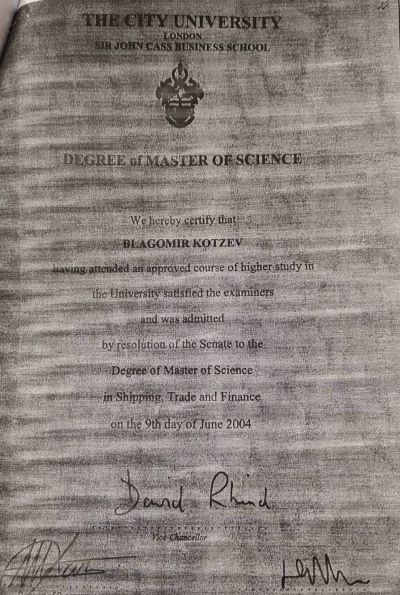 THE CITY UNIVERSITY
LONDON
SIR JOHN CASS BUSINESS SCHOOL
DEGREE of MASTER OF SCIENCE
We hereby certify that
BLAGOMIR KOTZEV
having attended an approved course of higher study in
the University satisfied the examiners
and was admitted
by resolution of the Senate to the
Degree of Master of Science
in Shipping, Trade and Finance
on the 9th day of June 2004
David Rhind
Vice-Chancellor